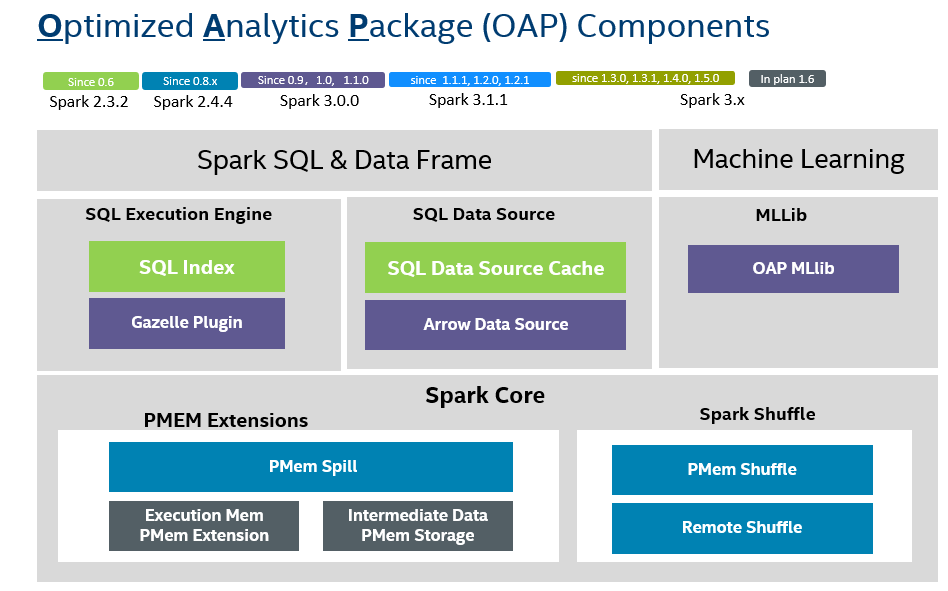 Optimized Analytics Package (OAP) Components
Since 0.6
Since 0.8.x
Since 0.9, 1.0, 1.1.0
since 1.1.1, 1.2.0, 1.2.1
since 1.3.0, 1.3.1, 1.4.0, 1.5.0
In plan 1.6
Spark 2.3.2
Spark 2.4.4
Spark 3.0.0
Spark 3.1.1
Spark 3.x
Spark SQL & Data Frame
Machine Learning
SQL Execution Engine
SQL Index
Gazelle Plugin
SQL Data Source
SQL Data Source Cache
Arrow Data Source
MLLib
OAP MLlib
Spark Core
PMEM Extensions
PMem Spill
Execution Mem
PMem Extension
Intermediate Data
PMem Storage
Spark Shuffle
PMem Shuffle
Remote Shuffle